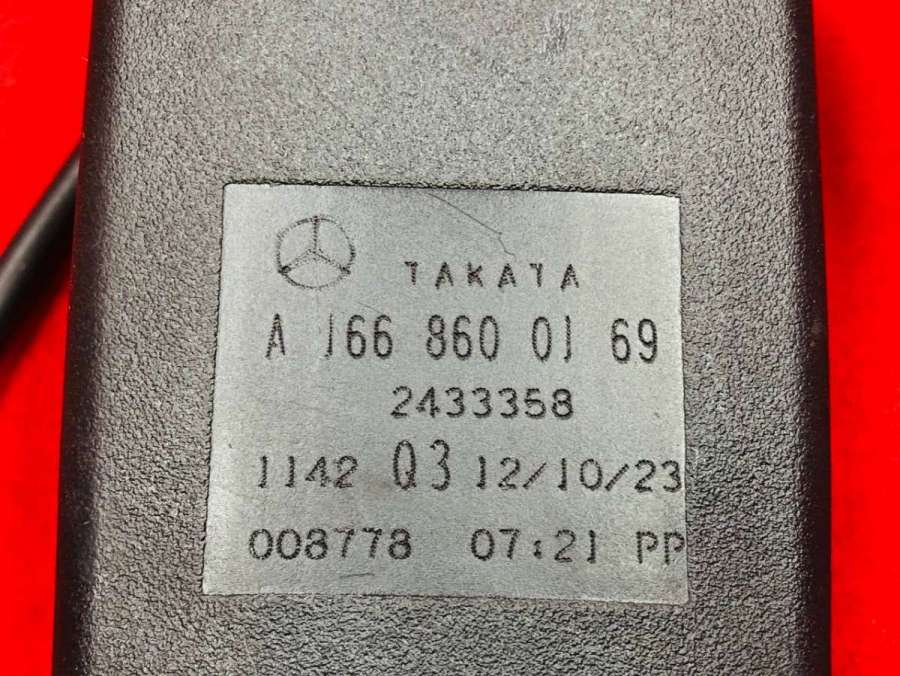 TAKATA
A 166 860 01 69
2433358
1142 Q3 12/10/23
008778 07:21 PP